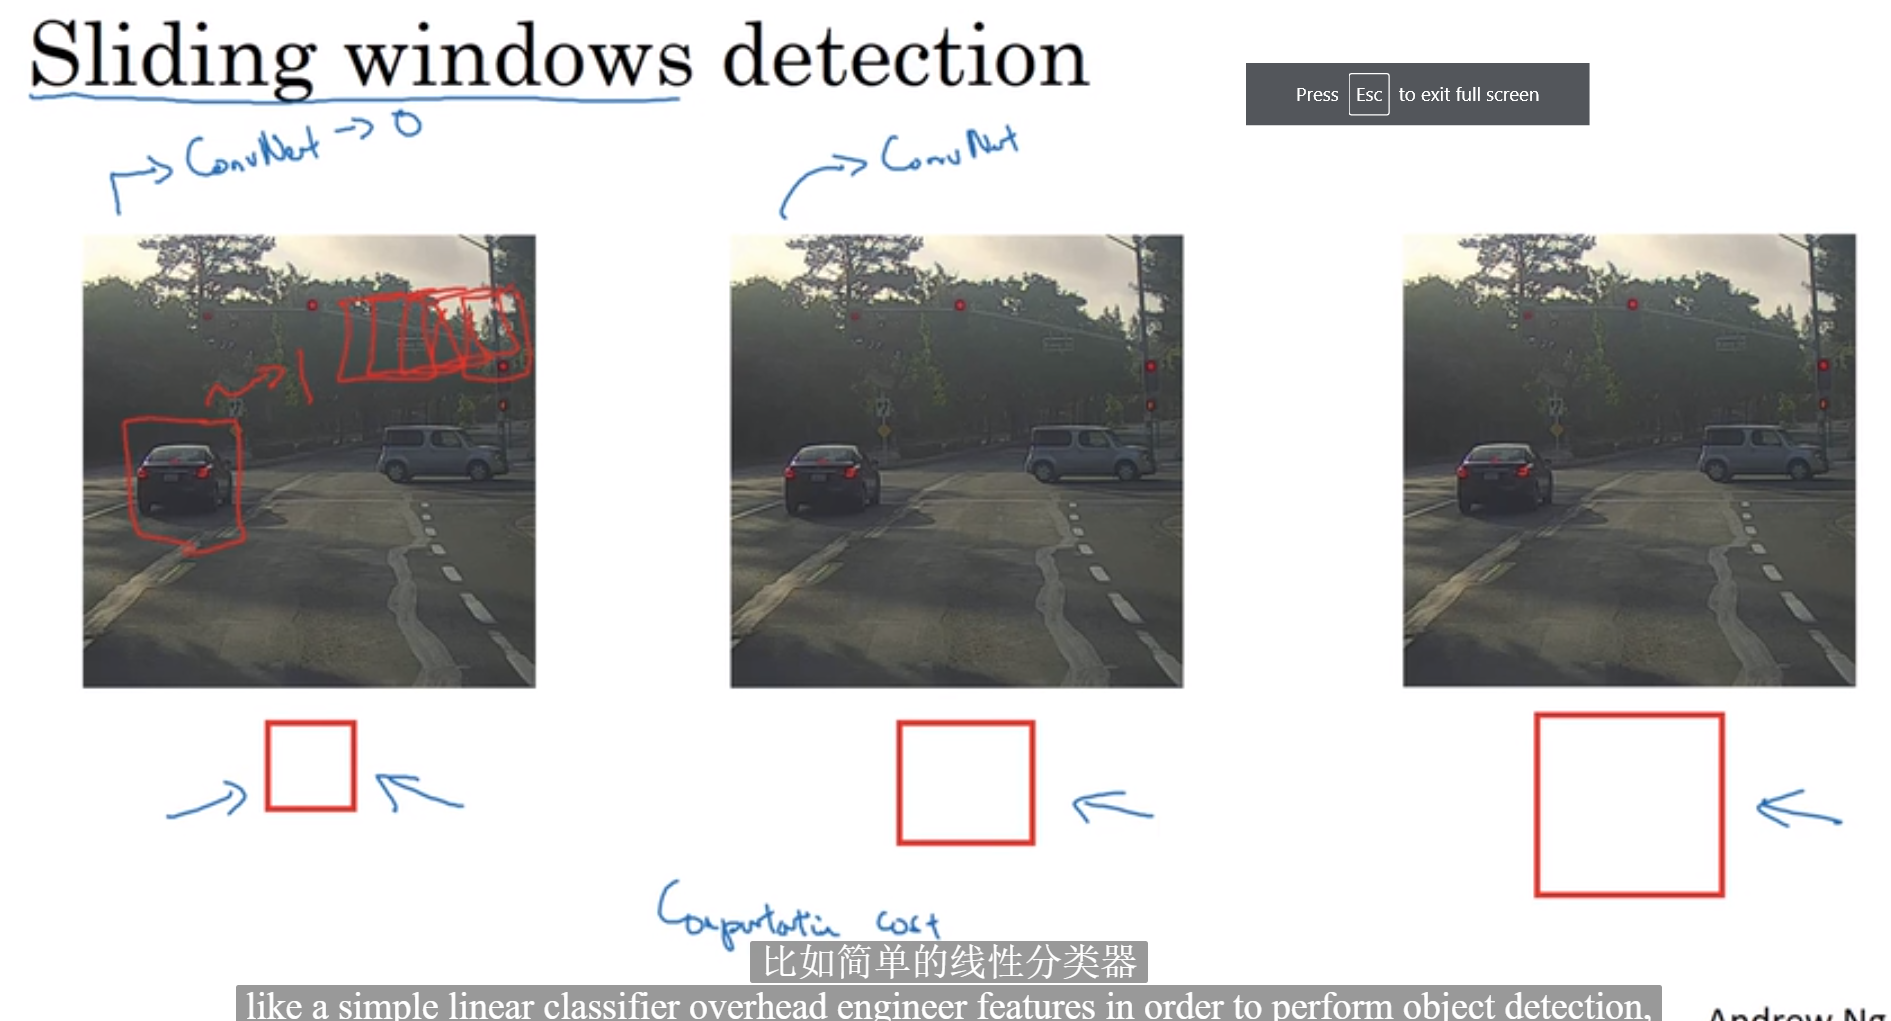 Sliding windows detection
Press Esc to exit full screen
ConvNet → 0
ConvNet
1
Computation cost
比如简单的线性分类器
like a simple linear classifier overhead engineer features in order to perform object detection,
Andrew Ng